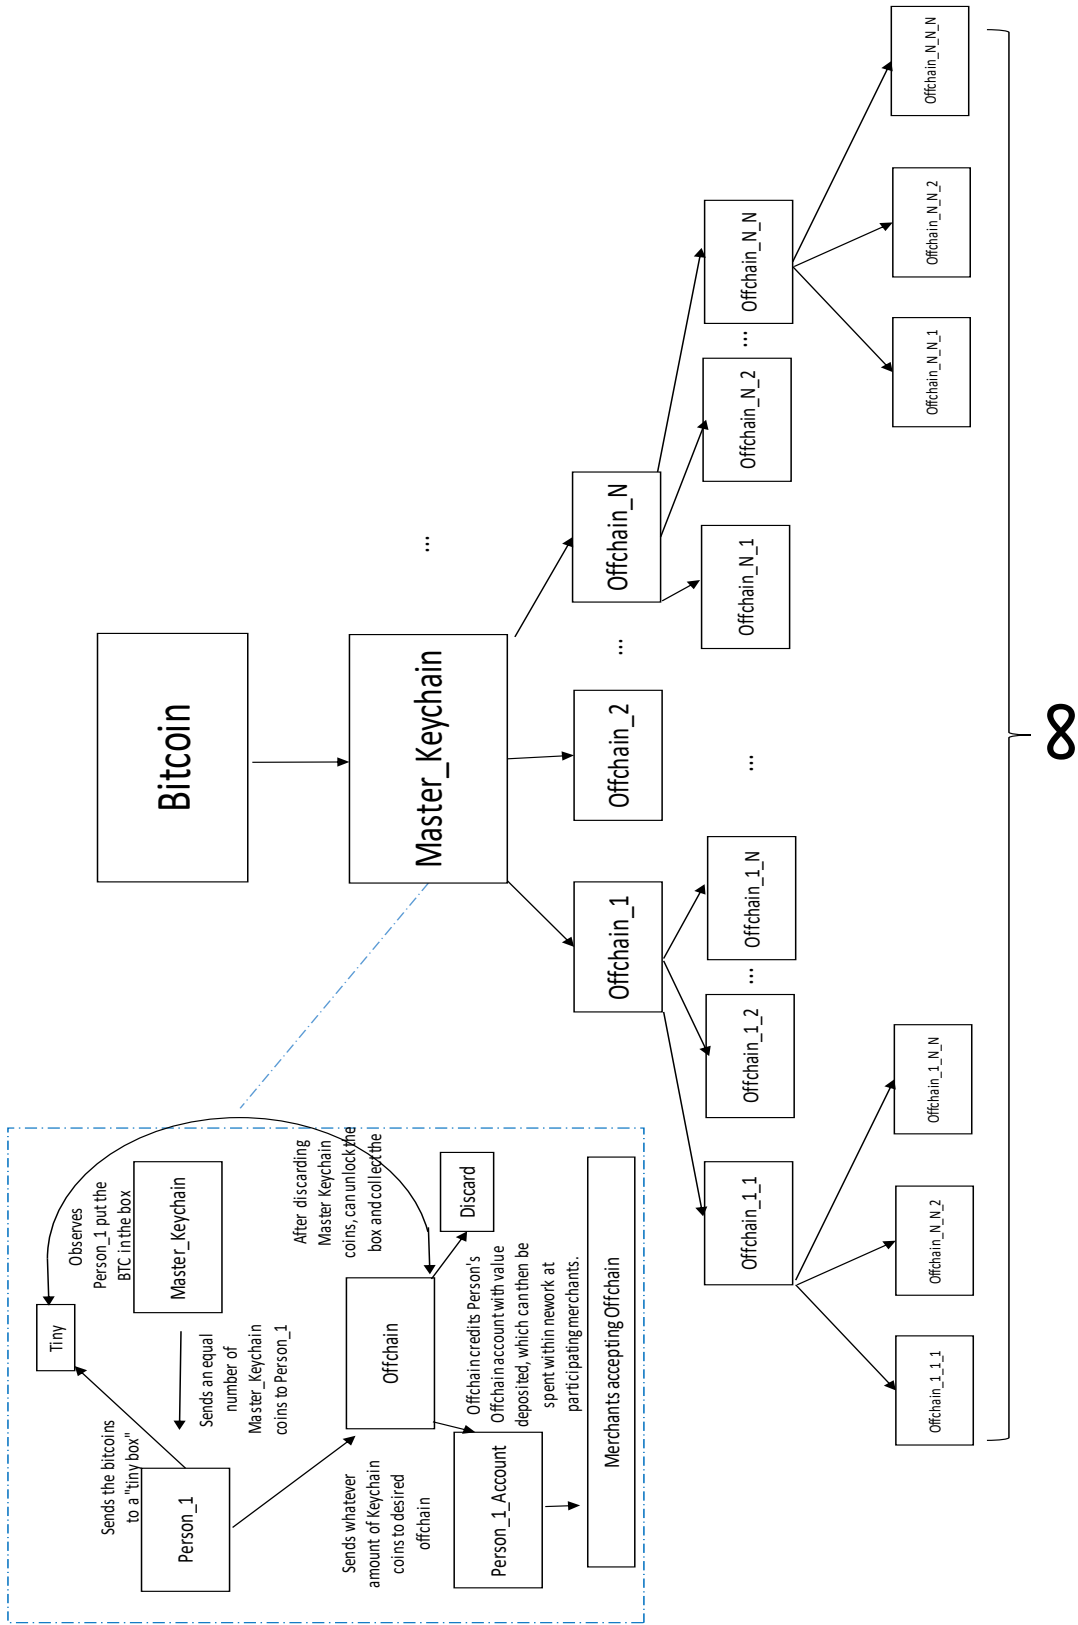 Bitcoin
Master_Keychain
...
Offchain_1
Offchain_2
...
Offchain_N
Offchain_1_1
Offchain_1_2
...
Offchain_1_N
...
Offchain_N_1
Offchain_N_2
...
Offchain_N_N
Offchain_1_1_1
Offchain_N_N_2
Offchain_1_N_N
Offchain_N_N_1
Offchain_N_N_2
Offchain_N_N_N
∞
Sends the bitcoins
to a "tiny box"
Tiny
Observes
Person_1 put the
BTC in the box
Person_1
Sends an equal
number of
Master_Keychain
coins to Person_1
Master_Keychain
After discarding
Master Keychain
coins, can unlock the
box and collect the
Sends whatever
amount of Keychain
coins to desired
offchain
Offchain
Discard
Person_1_Account
Offchain credits Person's
Offchain account with value
deposited, which can then be
spent within nework at
participating merchants.
Merchants accepting Offchain